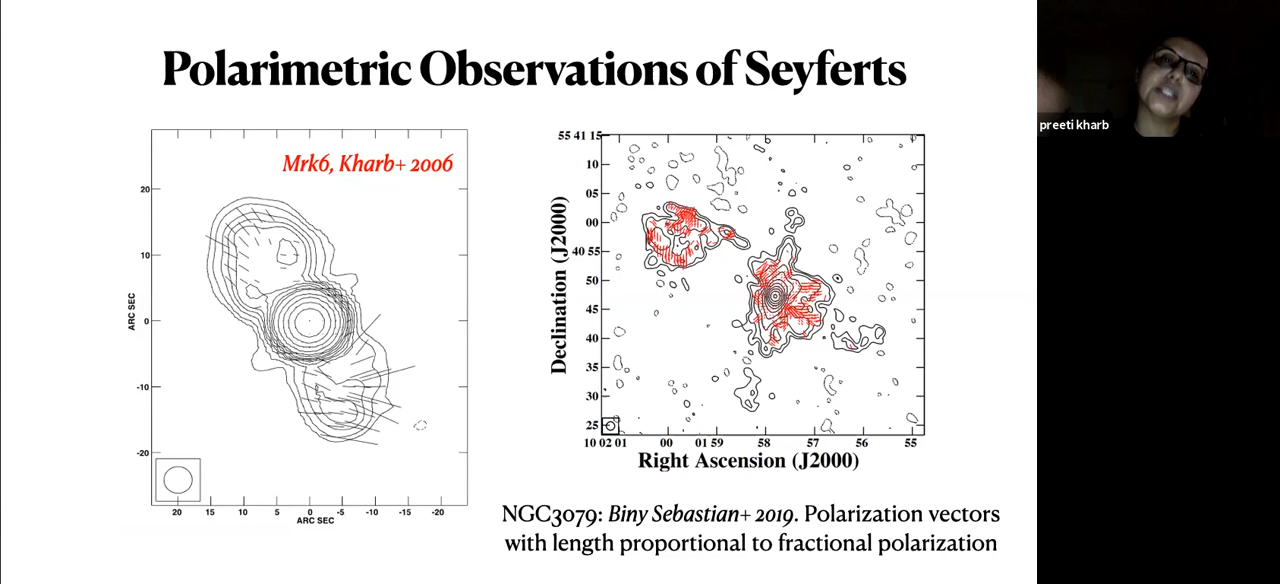 Polarimetric Observations of Seyferts
preeti kharb
Mrk6, Kharb+ 2006
20
10
0
-10
-20
ARC SEC
20 15 10 5 0 -5 -10 -15 -20
ARC SEC
55 41 15
10
05
00
40 55
50
45
40
35
30
25
Declination (J2000)
10 02 01 00 01 59 58 57 56 55
Right Ascension (J2000)
NGC3079: Biny Sebastian+ 2019. Polarization vectors
with length proportional to fractional polarization